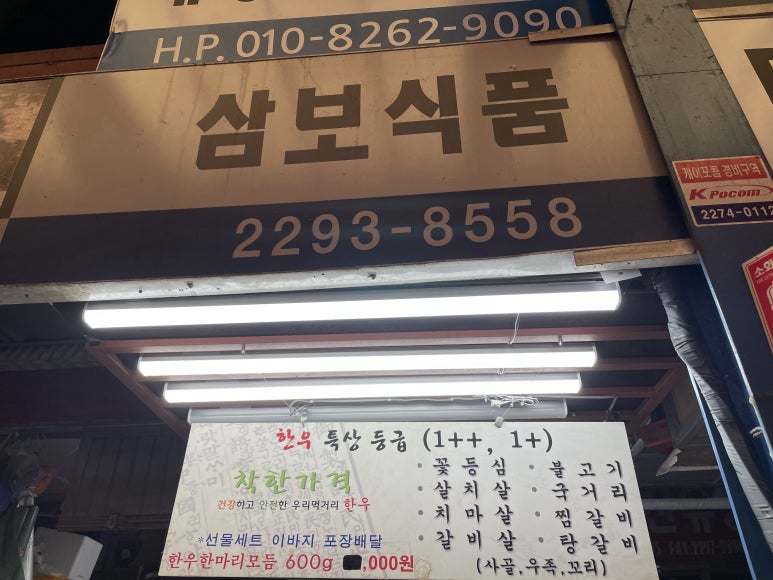 H.P. 010-8262-9090
삼보식품
2293-8558
케이포콤 경비구역
K Pocom
2274-0112
소화
한우 특상등급 (1++, 1+)
착한가격
건강하고 안전한 우리먹거리 한우
*선물세트 이바지 포장배달
한우한마리모듬 600g ,000원
· 꽃등심 · 불고기
· 살치살 · 국거리
· 치마살 · 찜갈비
· 갈비살 · 탕갈비
(사골,우족,꼬리)